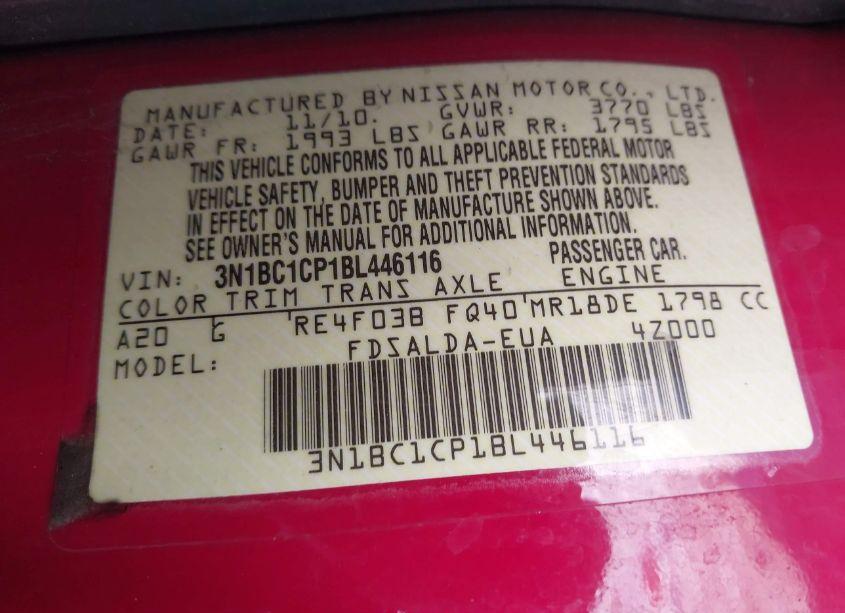 MANUFACTURED BY NISSAN MOTOR CO., LTD.
DATE: 11/10. GVWR: 3770 LBS
GAWR FR: 1993 LBS GAWR RR: 1795 LBS
THIS VEHICLE CONFORMS TO ALL APPLICABLE FEDERAL MOTOR
VEHICLE SAFETY, BUMPER AND THEFT PREVENTION STANDARDS
IN EFFECT ON THE DATE OF MANUFACTURE SHOWN ABOVE.
SEE OWNER'S MANUAL FOR ADDITIONAL INFORMATION.
VIN: 3N1BC1CP1BL446116 PASSENGER CAR.
COLOR TRIM TRANS AXLE ENGINE
A20 G RE4F03B FQ40 MR18DE 1798 CC
MODEL: FDSALDA-EUA 4Z000
3N1BC1CP1BL446116